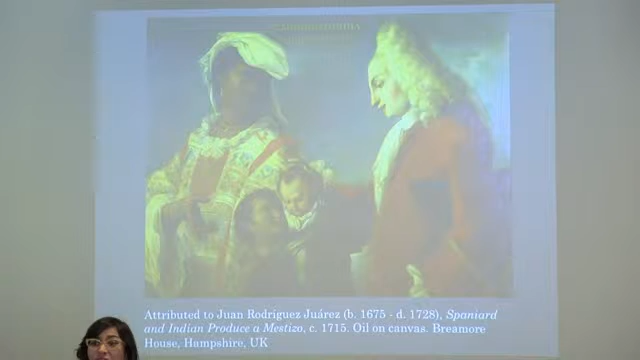 Attributed to Juan Rodríguez Juárez (b. 1675 - d. 1728), Spaniard
and Indian Produce a Mestizo, c. 1715. Oil on canvas. Breamore
House, Hampshire, UK